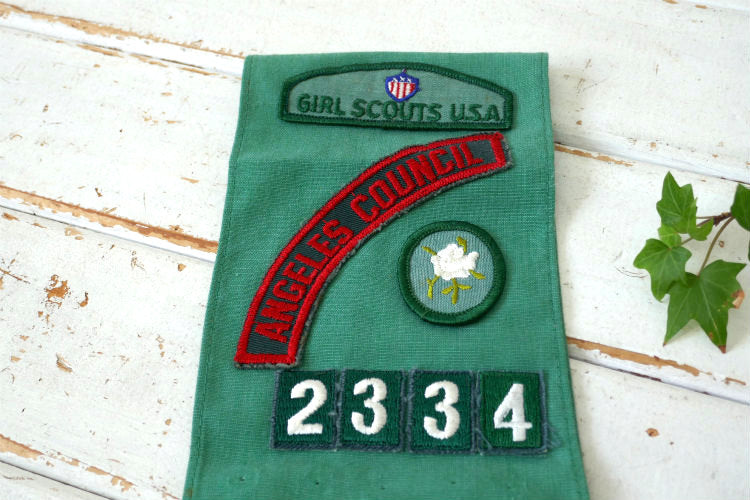 GIRL SCOUTS U.S.A.
ANGELES COUNCIL
2334